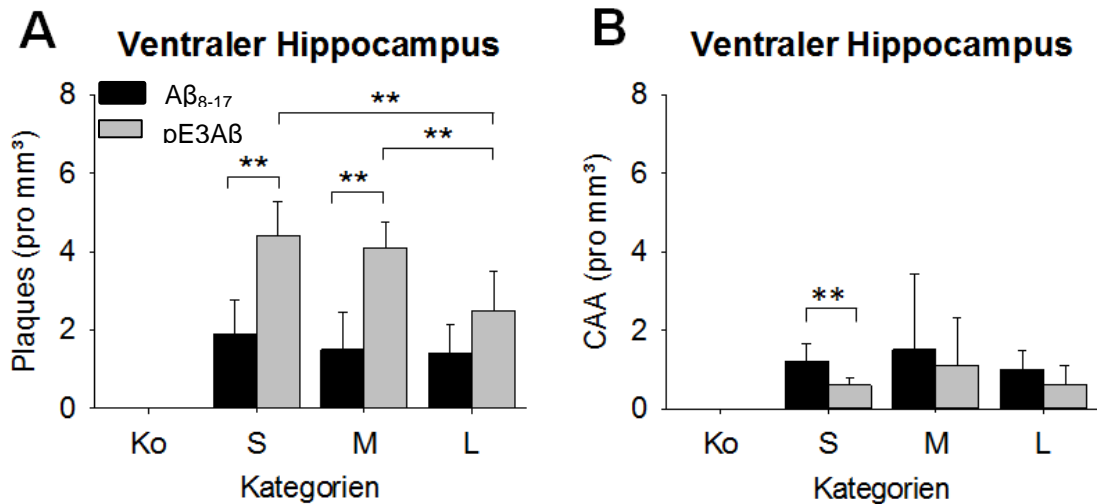 A
Ventraler Hippocampus
Aβ₈₋₁₇
pE3Aβ
Plaques (pro mm³)
8
6
4
2
0
**
**
**
**
Ko S M L
Kategorien
B
Ventraler Hippocampus
CAA (pro mm³)
8
6
4
2
0
**
Ko S M L
Kategorien